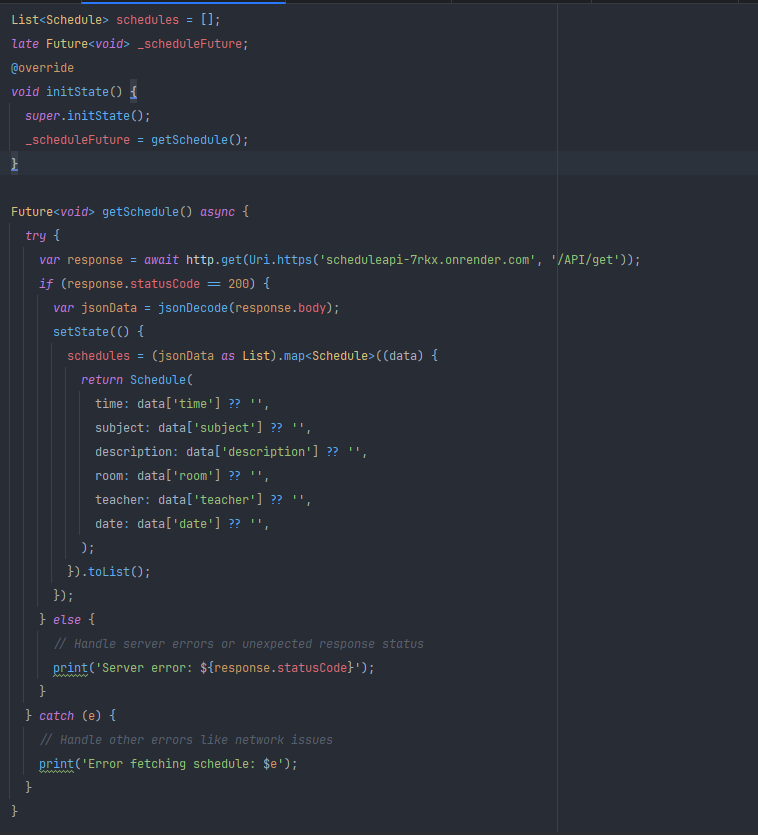 List<Schedule> schedules = [];
late Future<void> _scheduleFuture;
@override
void initState() {
  super.initState();
  _scheduleFuture = getSchedule();
}

Future<void> getSchedule() async {
  try {
    var response = await http.get(Uri.https('scheduleapi-7rkx.onrender.com', '/API/get'));
    if (response.statusCode == 200) {
      var jsonData = jsonDecode(response.body);
      setState(() {
        schedules = (jsonData as List).map<Schedule>((data) {
          return Schedule(
            time: data['time'] ?? '',
            subject: data['subject'] ?? '',
            description: data['description'] ?? '',
            room: data['room'] ?? '',
            teacher: data['teacher'] ?? '',
            date: data['date'] ?? '',
          );
        }).toList();
      });
    } else {
      // Handle server errors or unexpected response status
      print('Server error: ${response.statusCode}');
    }
  } catch (e) {
    // Handle other errors like network issues
    print('Error fetching schedule: $e');
  }
}